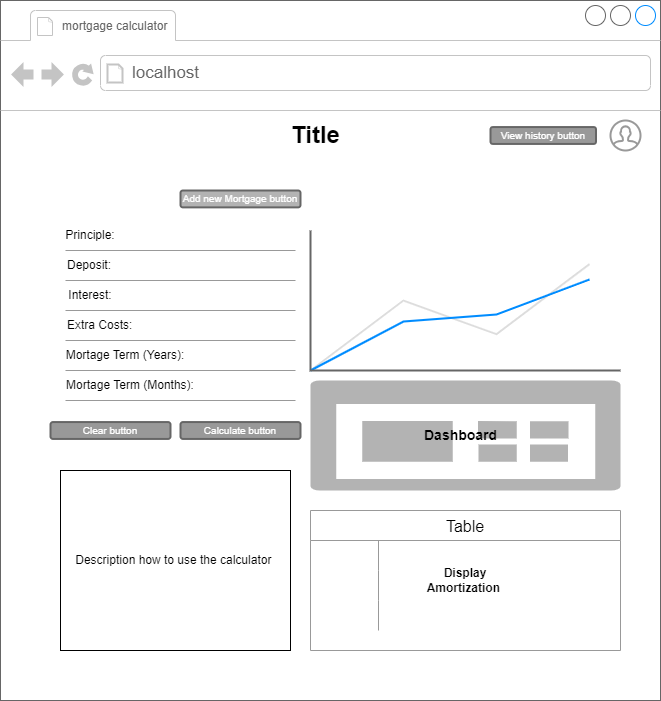 mortgage calculator
localhost
Title
View history button
Add new Mortgage button
Principle:
Deposit:
Interest:
Extra Costs:
Mortage Term (Years):
Mortage Term (Months):
Clear button
Calculate button
Dashboard
Description how to use the calculator
Table
Display
Amortization